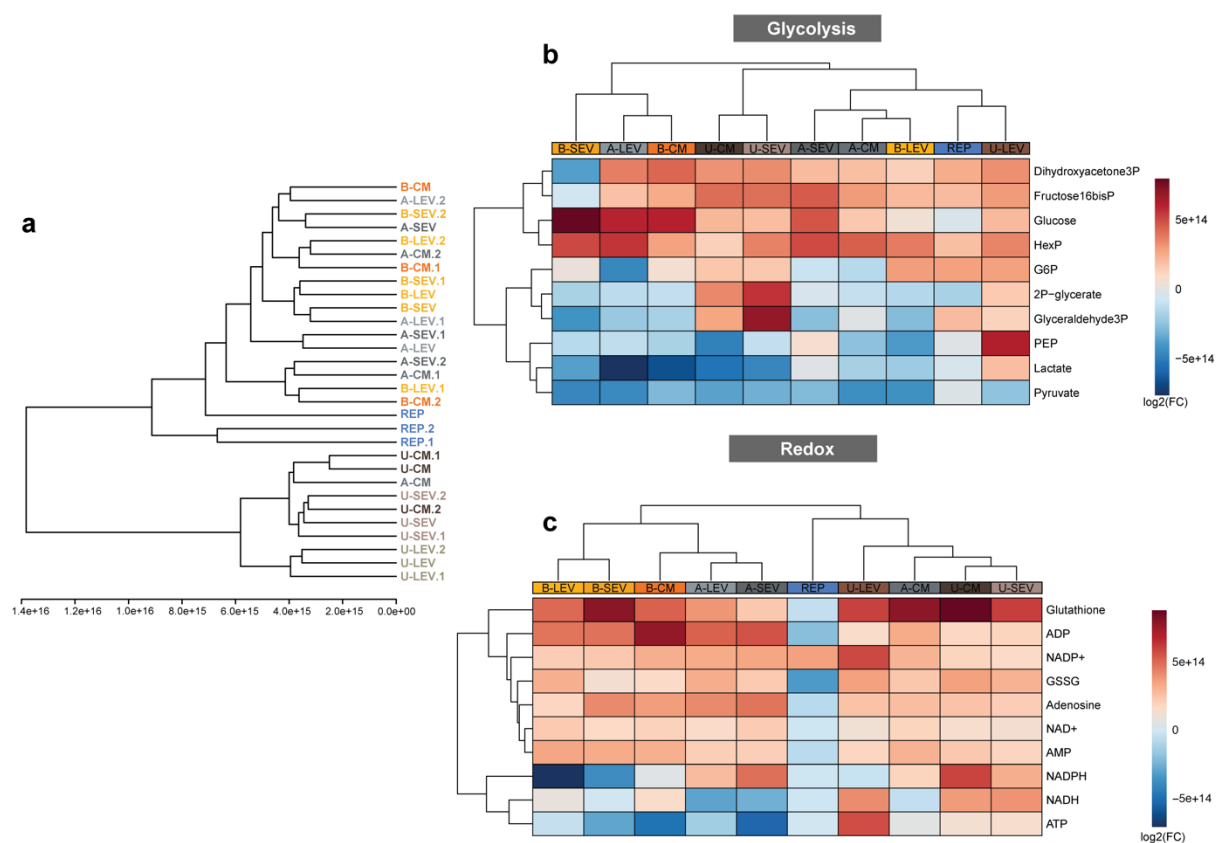 a
B-CM
A-LEV.2
B-SEV.2
A-SEV
B-LEV.2
A-CM.2
B-CM.1
B-SEV.1
B-LEV
B-SEV
A-LEV.1
A-SEV.1
A-LEV
A-SEV.2
A-CM.1
B-LEV.1
B-CM.2
REP
REP.2
REP.1
U-CM.1
U-CM
A-CM
U-SEV.2
U-CM.2
U-SEV
U-SEV.1
U-LEV.2
U-LEV
U-LEV.1
1.4e+16 1.2e+16 1.0e+16 8.0e+15 6.0e+15 4.0e+15 2.0e+15 0.0e+00
Glycolysis
b
B-SEV A-LEV B-CM U-CM U-SEV A-SEV A-CM B-LEV REP U-LEV
Dihydroxyacetone3P
Fructose16bisP
Glucose
HexP
G6P
2P−glycerate
Glyceraldehyde3P
PEP
Lactate
Pyruvate
5e+14
0
−5e+14
log2(FC)
Redox
c
B-LEV B-SEV B-CM A-LEV A-SEV REP U-LEV A-CM U-CM U-SEV
Glutathione
ADP
NADP+
GSSG
Adenosine
NAD+
AMP
NADPH
NADH
ATP
5e+14
0
−5e+14
log2(FC)